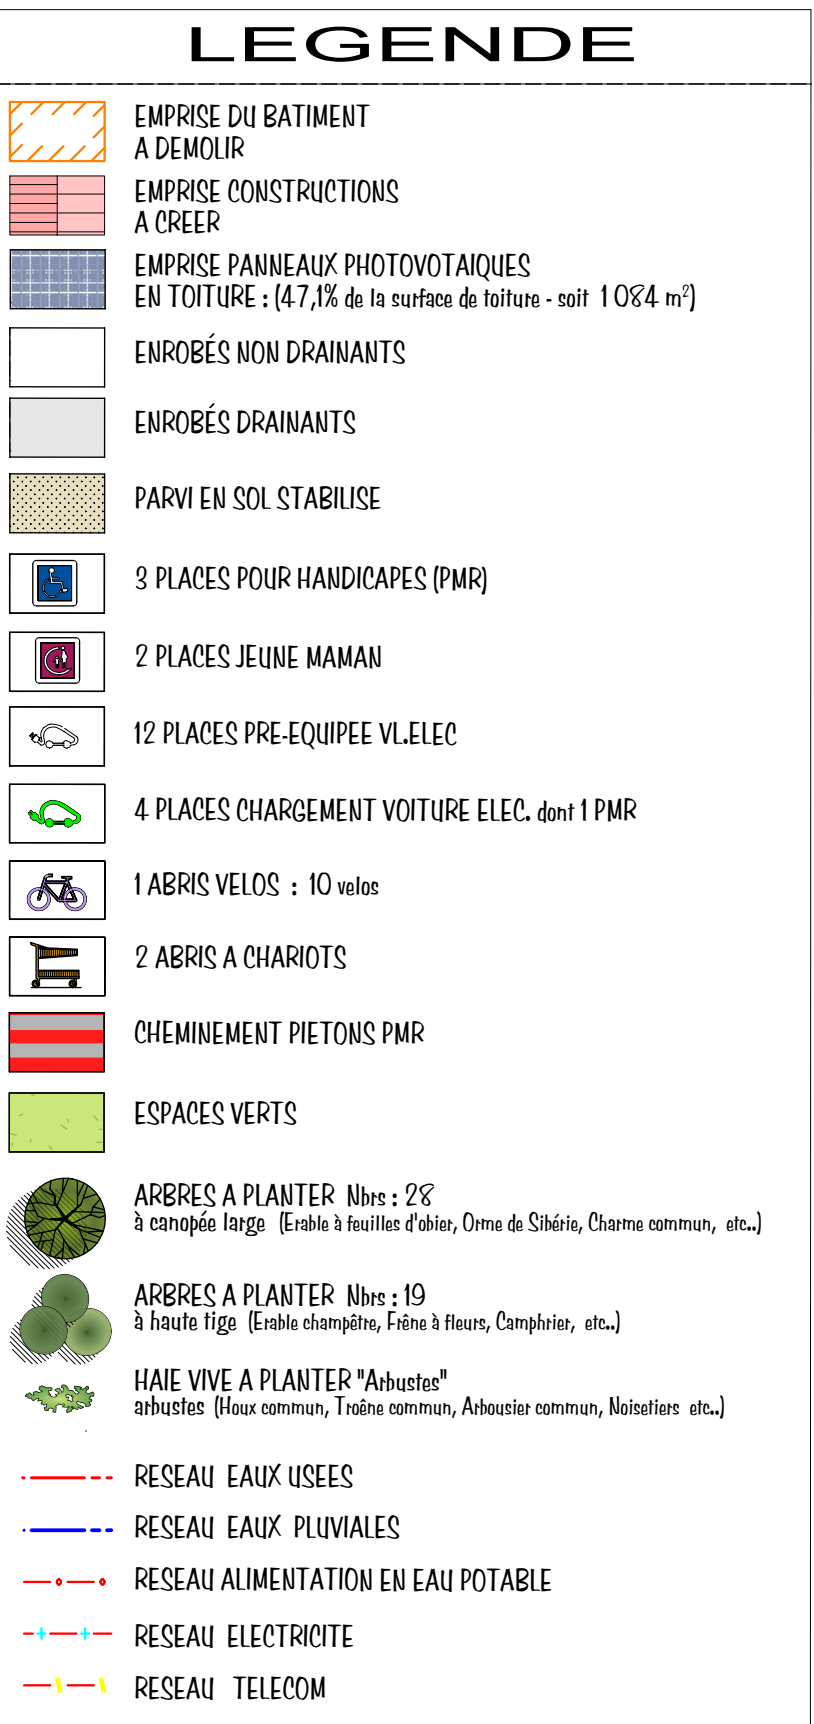 LEGENDE
EMPRISE DU BATIMENT
A DEMOLIR
EMPRISE CONSTRUCTIONS
A CREER
EMPRISE PANNEAUX PHOTOVOTAIQUES
EN TOITURE : (47,1% de la surface de toiture - soit 1 084 m²)
ENROBÉS NON DRAINANTS
ENROBÉS DRAINANTS
PARVI EN SOL STABILISE
3 PLACES POUR HANDICAPES (PMR)
2 PLACES JEUNE MAMAN
12 PLACES PRE-EQUIPEE VL.ELEC
4 PLACES CHARGEMENT VOITURE ELEC. dont 1 PMR
1 ABRIS VELOS : 10 velos
2 ABRIS A CHARIOTS
CHEMINEMENT PIETONS PMR
ESPACES VERTS
ARBRES A PLANTER Nbrs : 28
à canopée large (Erable à feuilles d'obier, Orme de Sibérie, Charme commun, etc..)
ARBRES A PLANTER Nbrs : 19
à haute tige (Erable champêtre, Frêne à fleurs, Camphrier, etc..)
HAIE VIVE A PLANTER "Arbustes"
arbustes (Houx commun, Troêne commun, Arbousier commun, Noisetiers etc..)
RESEAU EAUX USEES
RESEAU EAUX PLUVIALES
RESEAU ALIMENTATION EN EAU POTABLE
RESEAU ELECTRICITE
RESEAU TELECOM